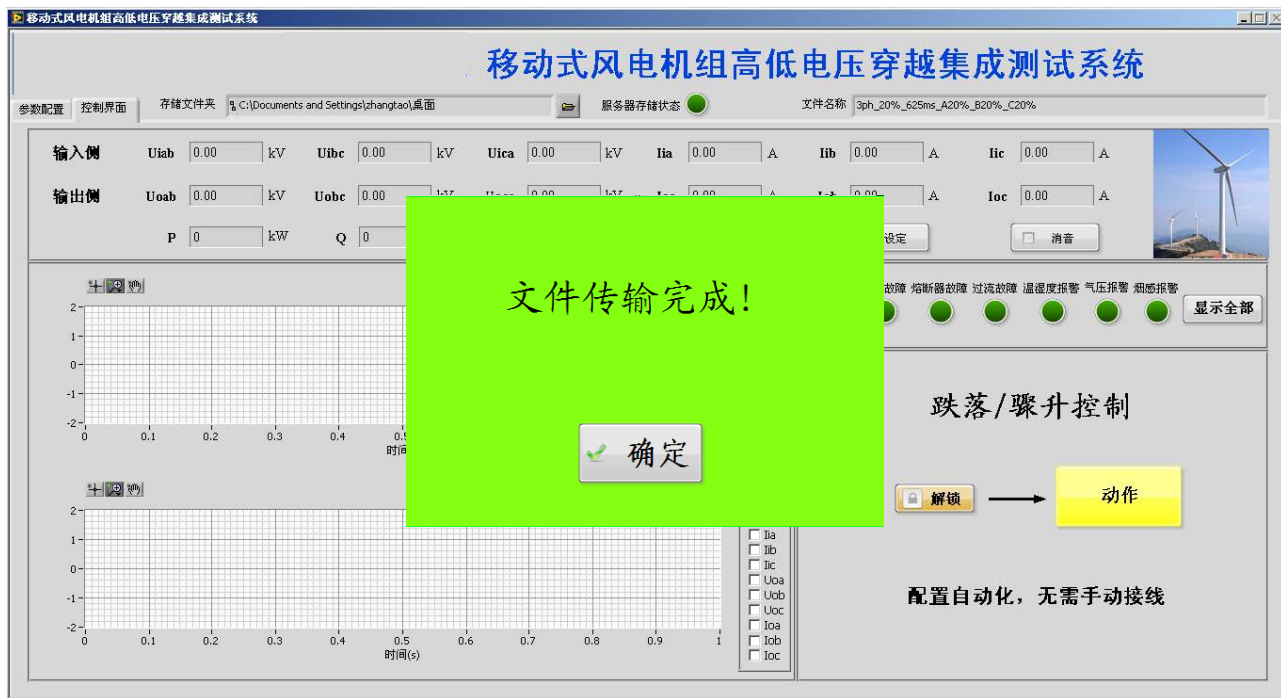 移动式风电机组高低电压穿越集成测试系统
移动式风电机组高低电压穿越集成测试系统
参数配置 控制界面 存储文件夹 C:\Documents and Settings\zhangtao\桌面 服务器存储状态 文件名称 3ph_20%_625ms_A20%_B20%_C20%
输入侧 Uiab 0.00 kV Uibc 0.00 kV Uica 0.00 kV Iia 0.00 A Iib 0.00 A Iic 0.00 A
输出侧 Uoab 0.00 kV Uobc 0.00 A Ioc 0.00 A
P 0 kW Q 0 设定 消音
文件传输完成!
确定
故障 熔断器故障 过流故障 温湿度报警 气压报警 烟感报警
显示全部
2
1
0
-1
-2
0 0.1 0.2 0.3 0.4
时间
跌落/骤升控制
解锁 动作
配置自动化，无需手动接线
2
1
0
-1
-2
0 0.1 0.2 0.3 0.4 0.5 0.6 0.7 0.8 0.9 1
时间(s)
Iia
Iib
Iic
Uoa
Uob
Uoc
Ioa
Iob
Ioc